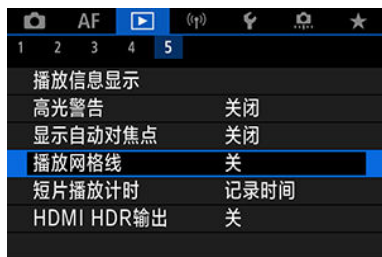 AF
1 2 3 4 5
播放信息显示
高光警告 关闭
显示自动对焦点 关闭
播放网格线 关
短片播放计时 记录时间
HDMI HDR输出 关